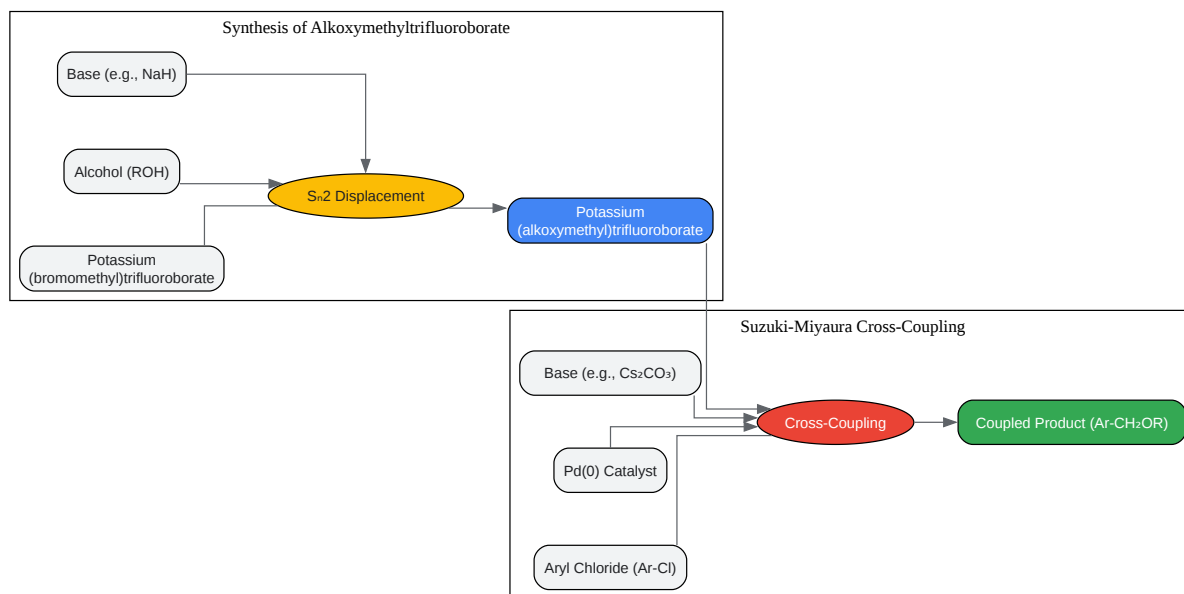 Synthesis of Alkoxymethyltrifluoroborate
Base (e.g., NaH)
Alcohol (ROH)
Sₙ2 Displacement
Potassium
(alkoxymethyl)trifluoroborate
Potassium
(bromomethyl)trifluoroborate
Suzuki-Miyaura Cross-Coupling
Base (e.g., Cs₂CO₃)
Cross-Coupling
Coupled Product (Ar-CH₂OR)
Pd(0) Catalyst
Aryl Chloride (Ar-Cl)